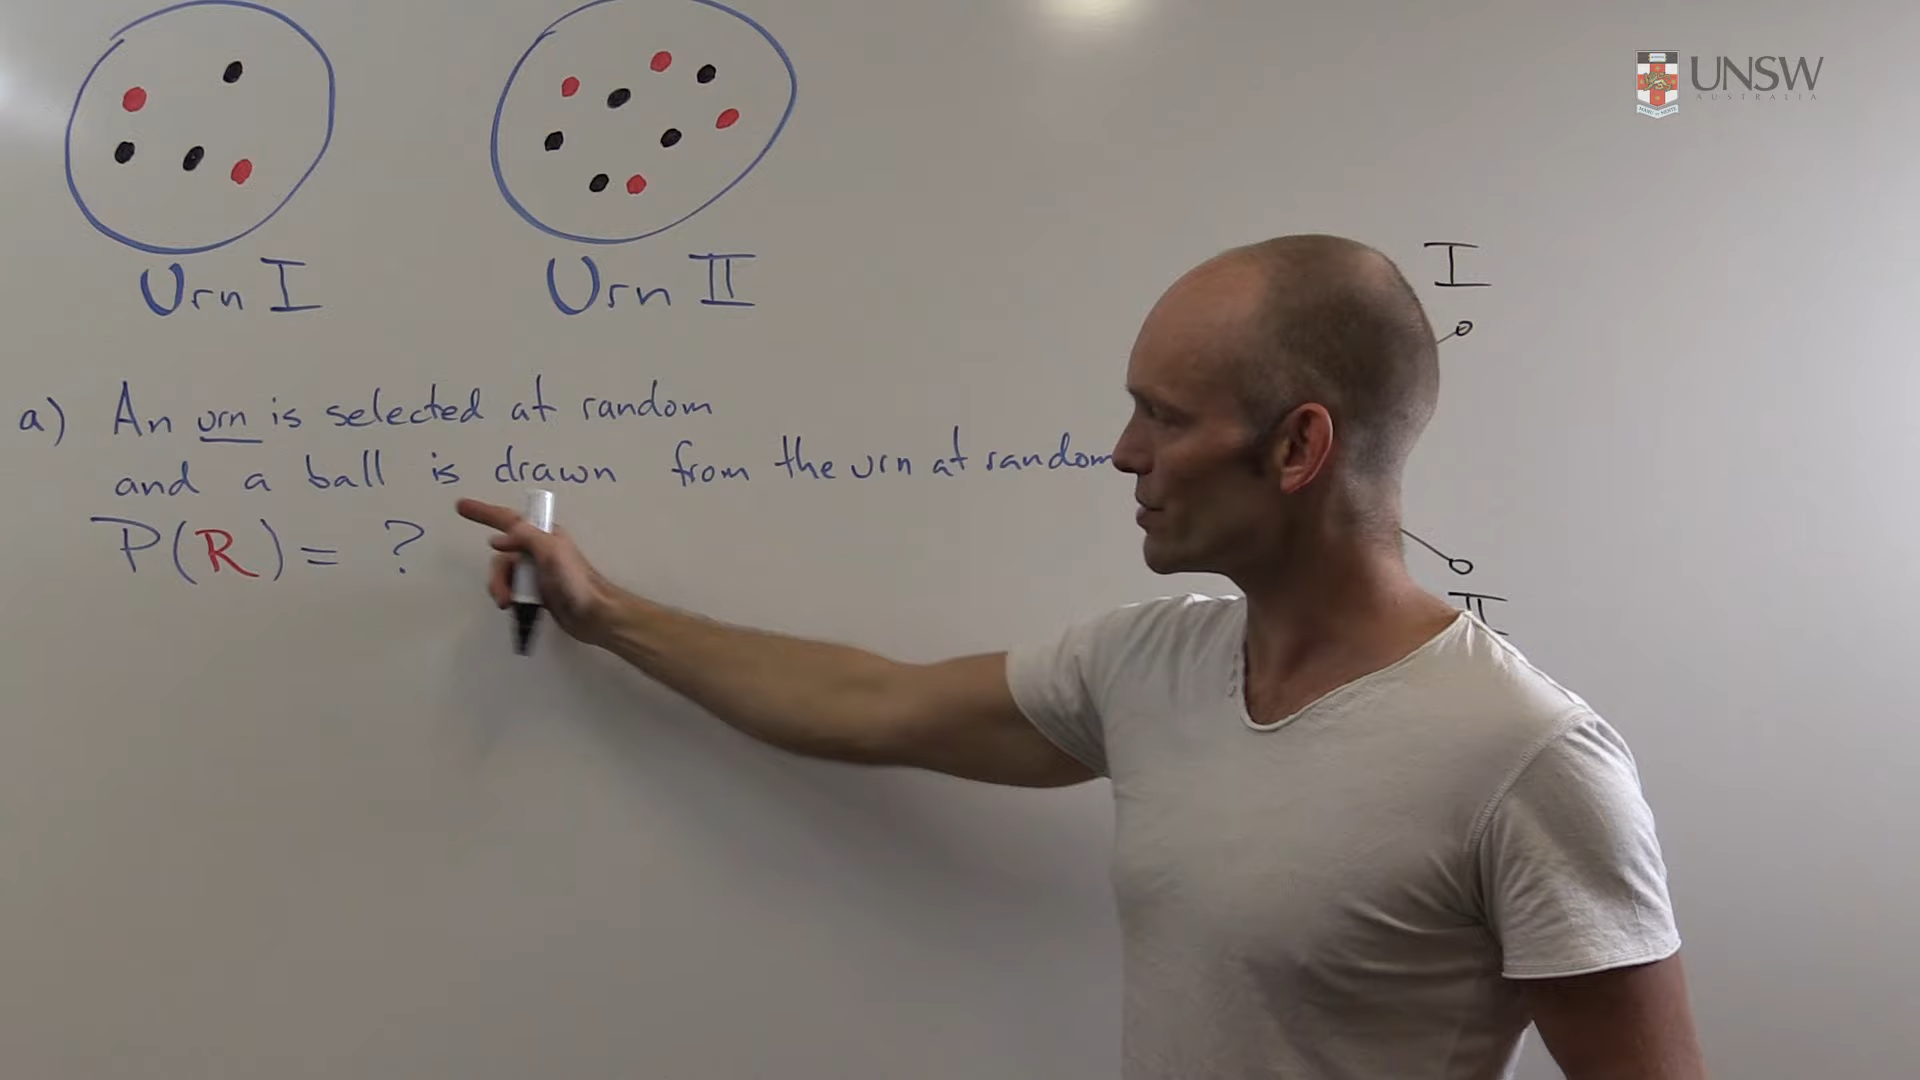 UNSW
AUSTRALIA
Urn I
Urn II
I
a) An urn is selected at random
and a ball is drawn from the urn at random
P(R) = ?
II